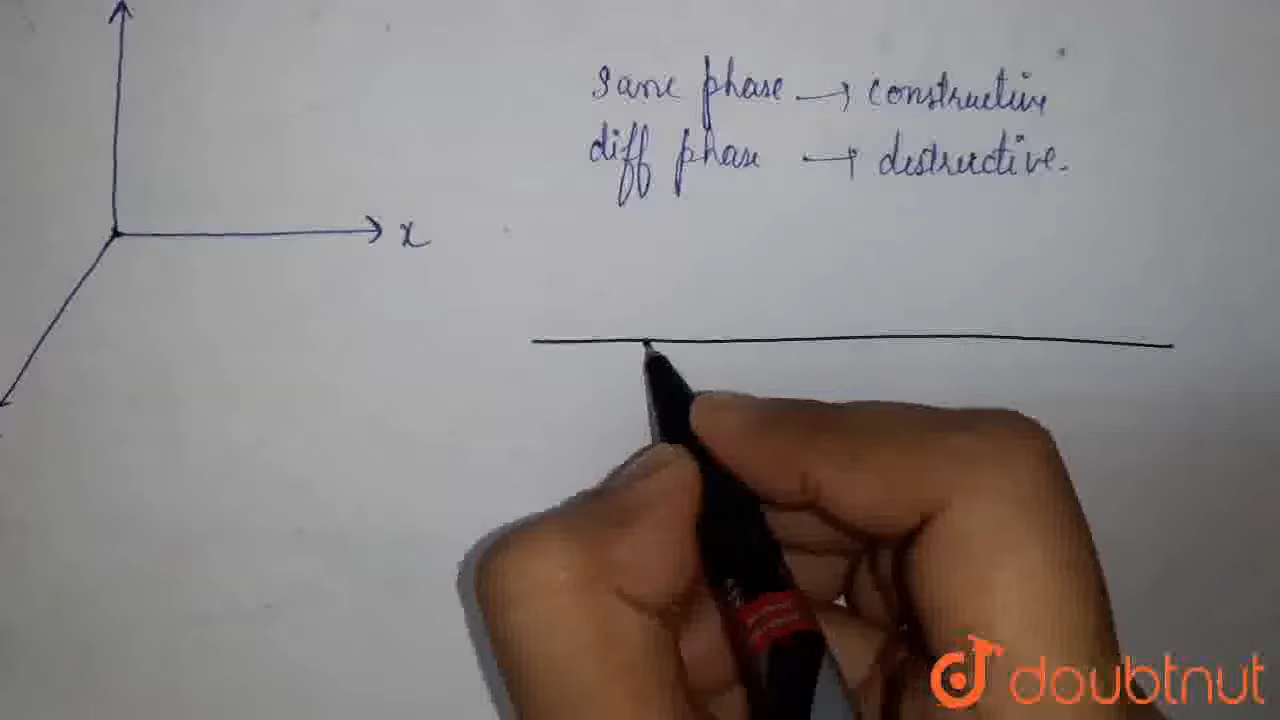 same phase → constructive
diff phase → destructive.
x
doubtnut